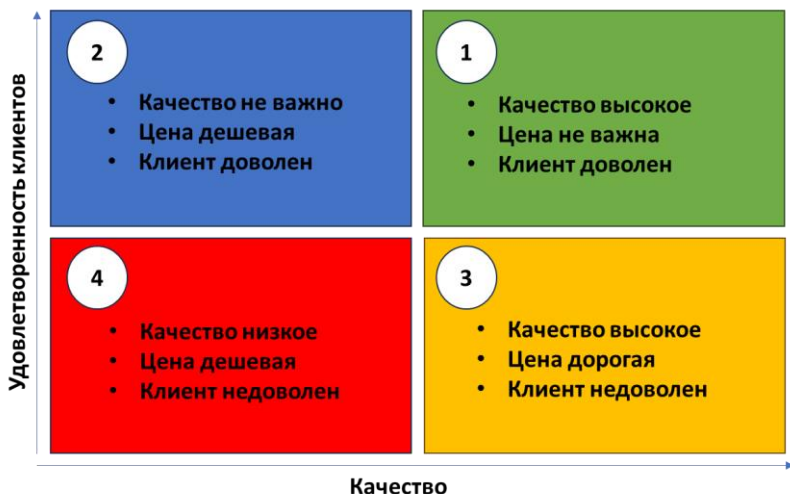 Удовлетворенность клиентов
2
• Качество не важно
• Цена дешевая
• Клиент доволен
1
• Качество высокое
• Цена не важна
• Клиент доволен
4
• Качество низкое
• Цена дешевая
• Клиент недоволен
3
• Качество высокое
• Цена дорогая
• Клиент недоволен
Качество